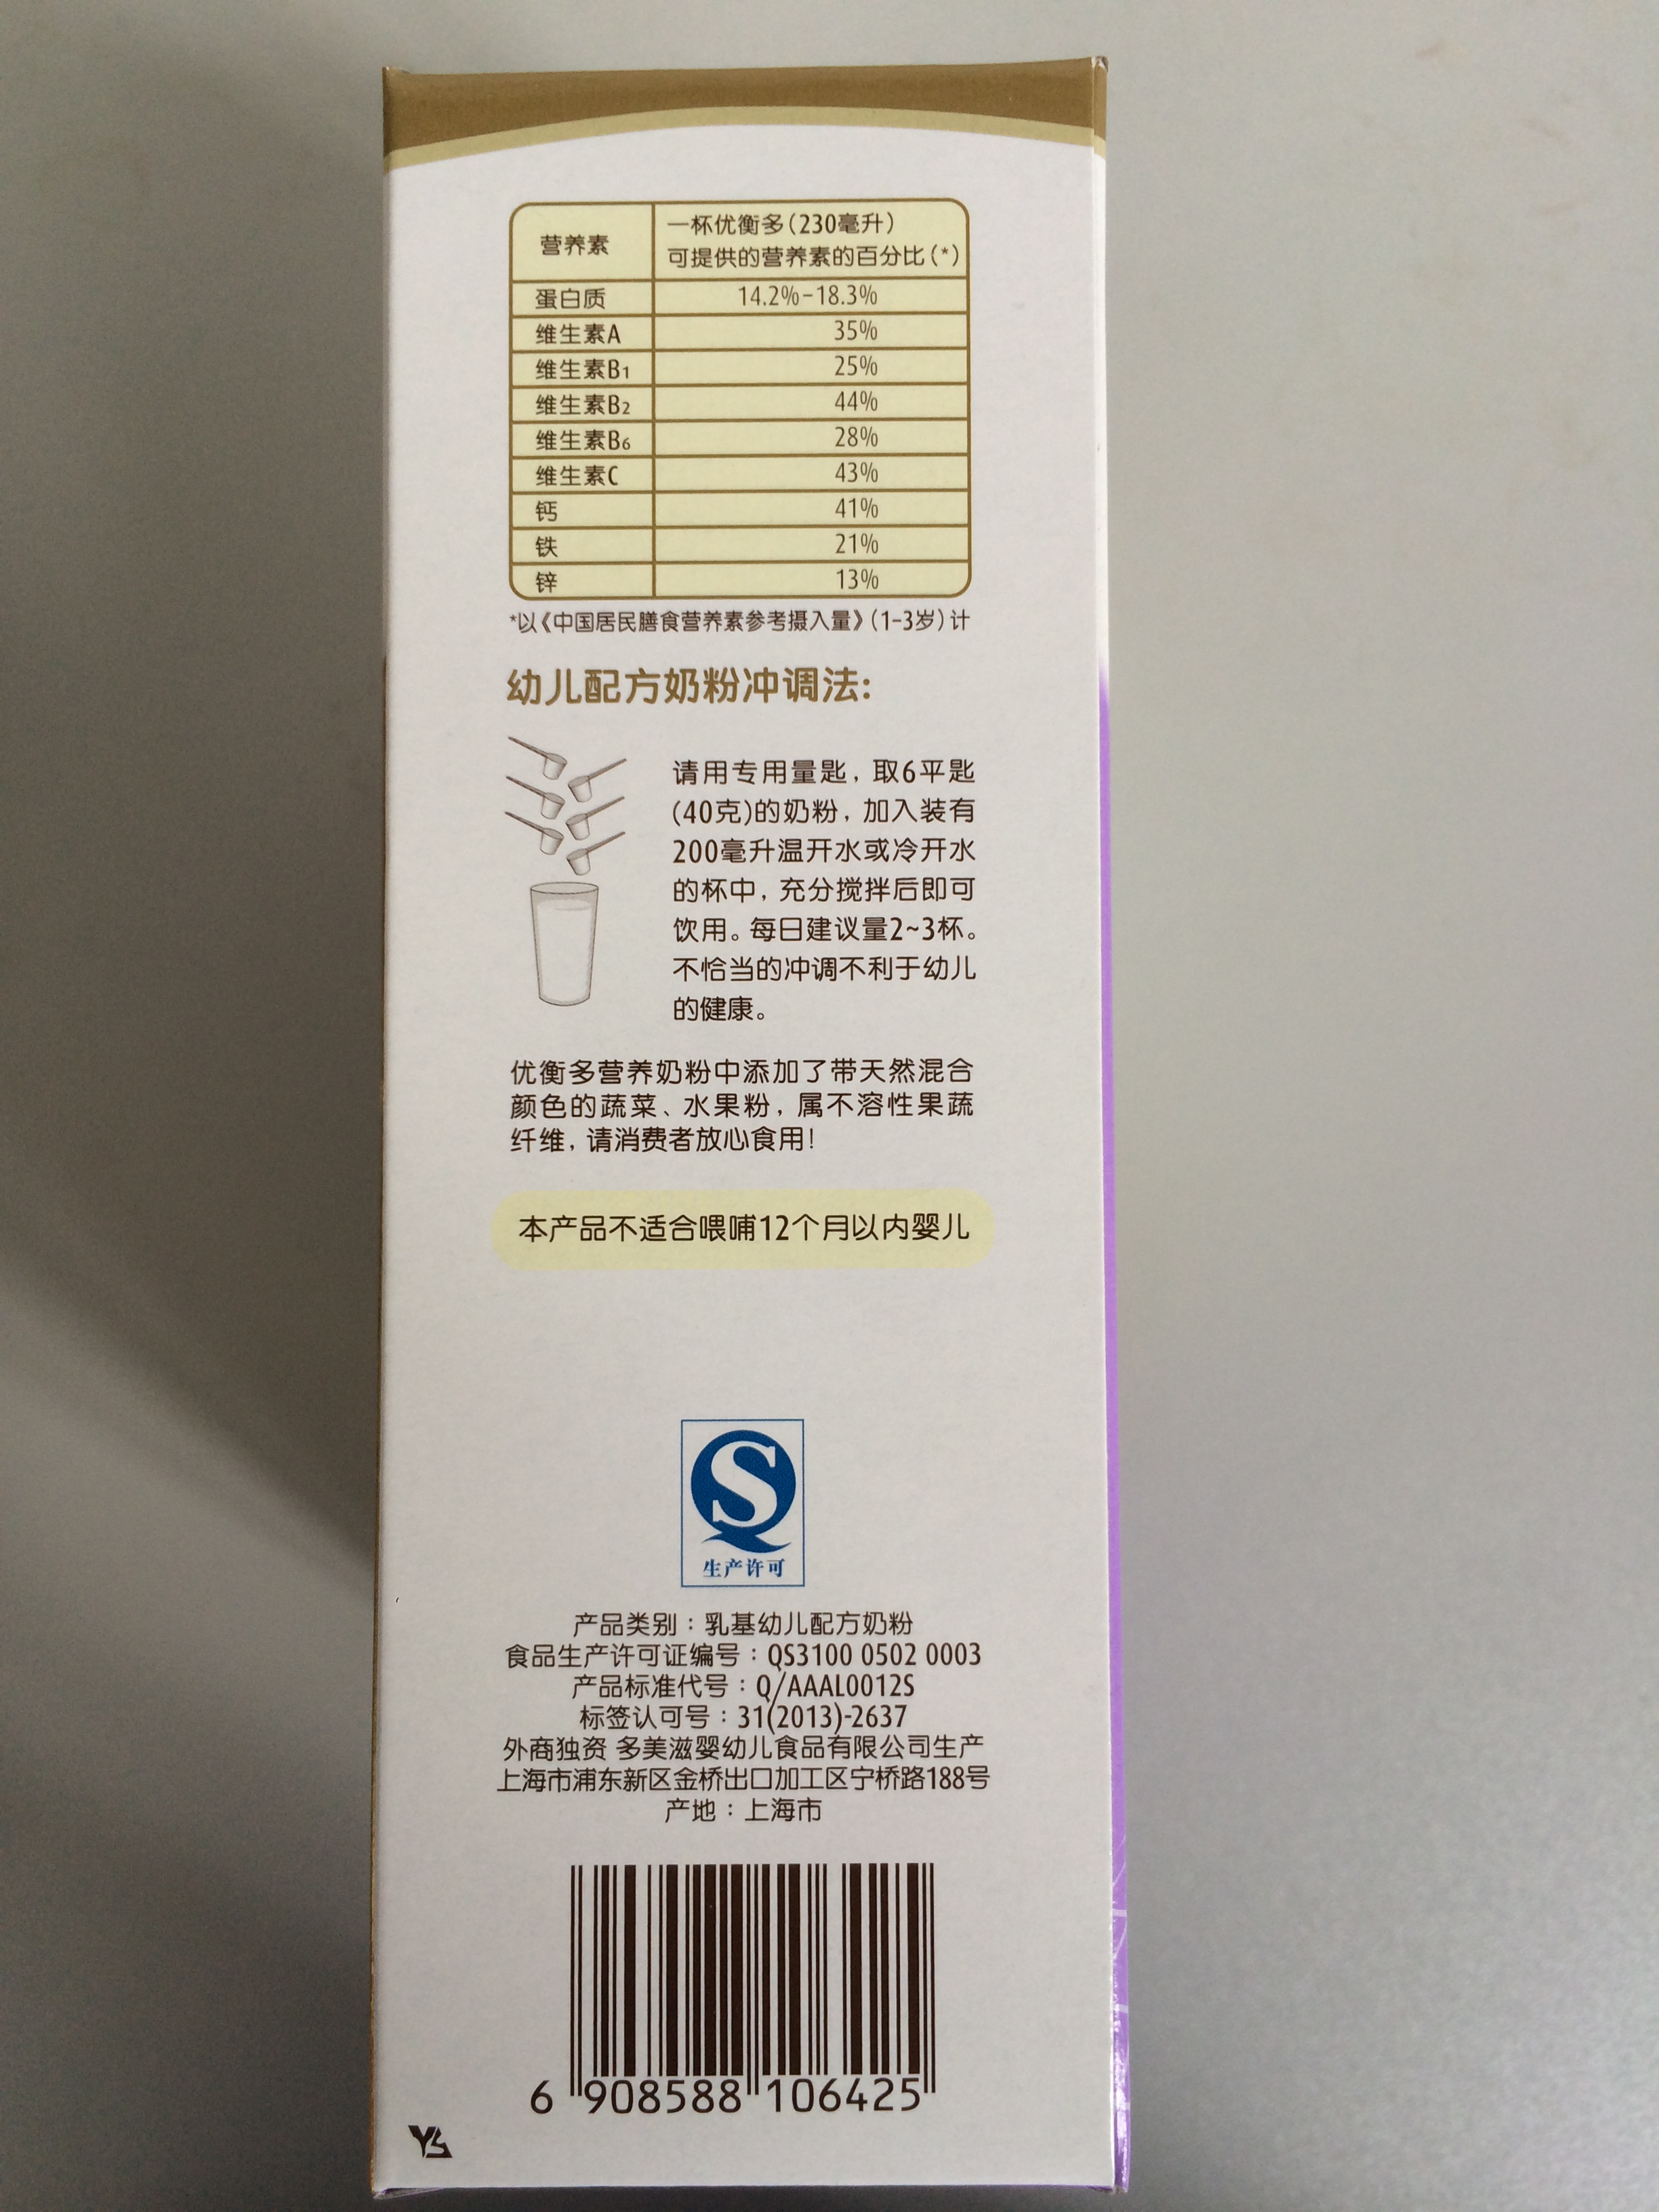 营养素
一杯优衡多(230毫升)
可提供的营养素的百分比(*)
蛋白质 14.2%-18.3%
维生素A 35%
维生素B1 25%
维生素B2 44%
维生素B6 28%
维生素C 43%
钙 41%
铁 21%
锌 13%
*以《中国居民膳食营养素参考摄入量》(1-3岁)计
幼儿配方奶粉冲调法:
请用专用量匙，取6平匙
(40克)的奶粉，加入装有
200毫升温开水或冷开水
的杯中，充分搅拌后即可
饮用。每日建议量2~3杯。
不恰当的冲调不利于幼儿
的健康。
优衡多营养奶粉中添加了带天然混合
颜色的蔬菜、水果粉，属不溶性果蔬
纤维，请消费者放心食用!
本产品不适合喂哺12个月以内婴儿
QS
生产许可
产品类别：乳基幼儿配方奶粉
食品生产许可证编号：QS3100 0502 0003
产品标准代号：Q/AAAL0012S
标签认可号：31(2013)-2637
外商独资 多美滋婴幼儿食品有限公司生产
上海市浦东新区金桥出口加工区宁桥路188号
产地：上海市
6 908588 106425
YS